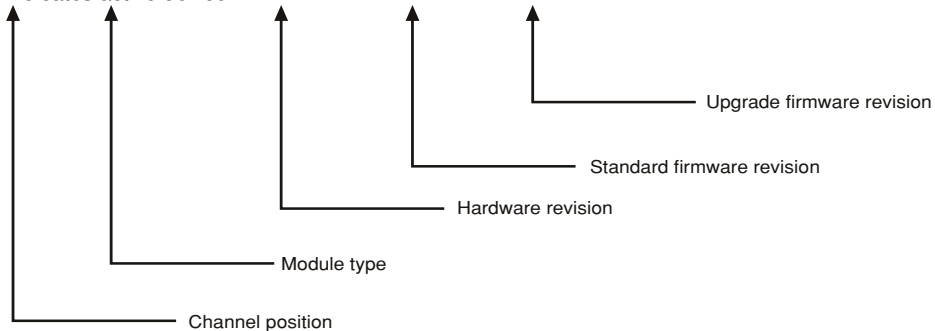 Upgrade firmware revision
Standard firmware revision
Hardware revision
Module type
Channel position